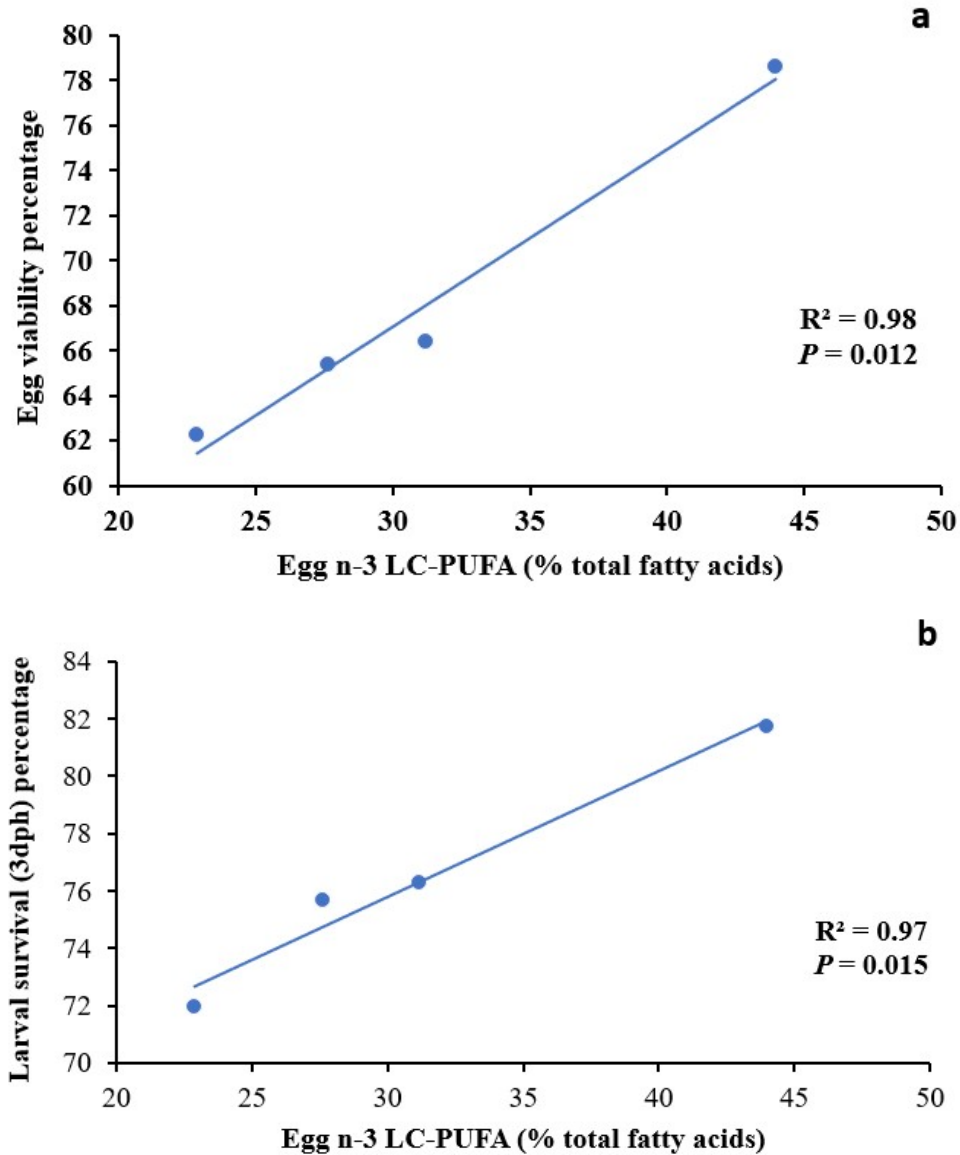 a
80
78
76
74
72
70
68
66
64
62
60
Egg viability percentage
R² = 0.98
P = 0.012
20 25 30 35 40 45 50
Egg n-3 LC-PUFA (% total fatty acids)
b
84
82
80
78
76
74
72
70
Larval survival (3dph) percentage
R² = 0.97
P = 0.015
20 25 30 35 40 45 50
Egg n-3 LC-PUFA (% total fatty acids)